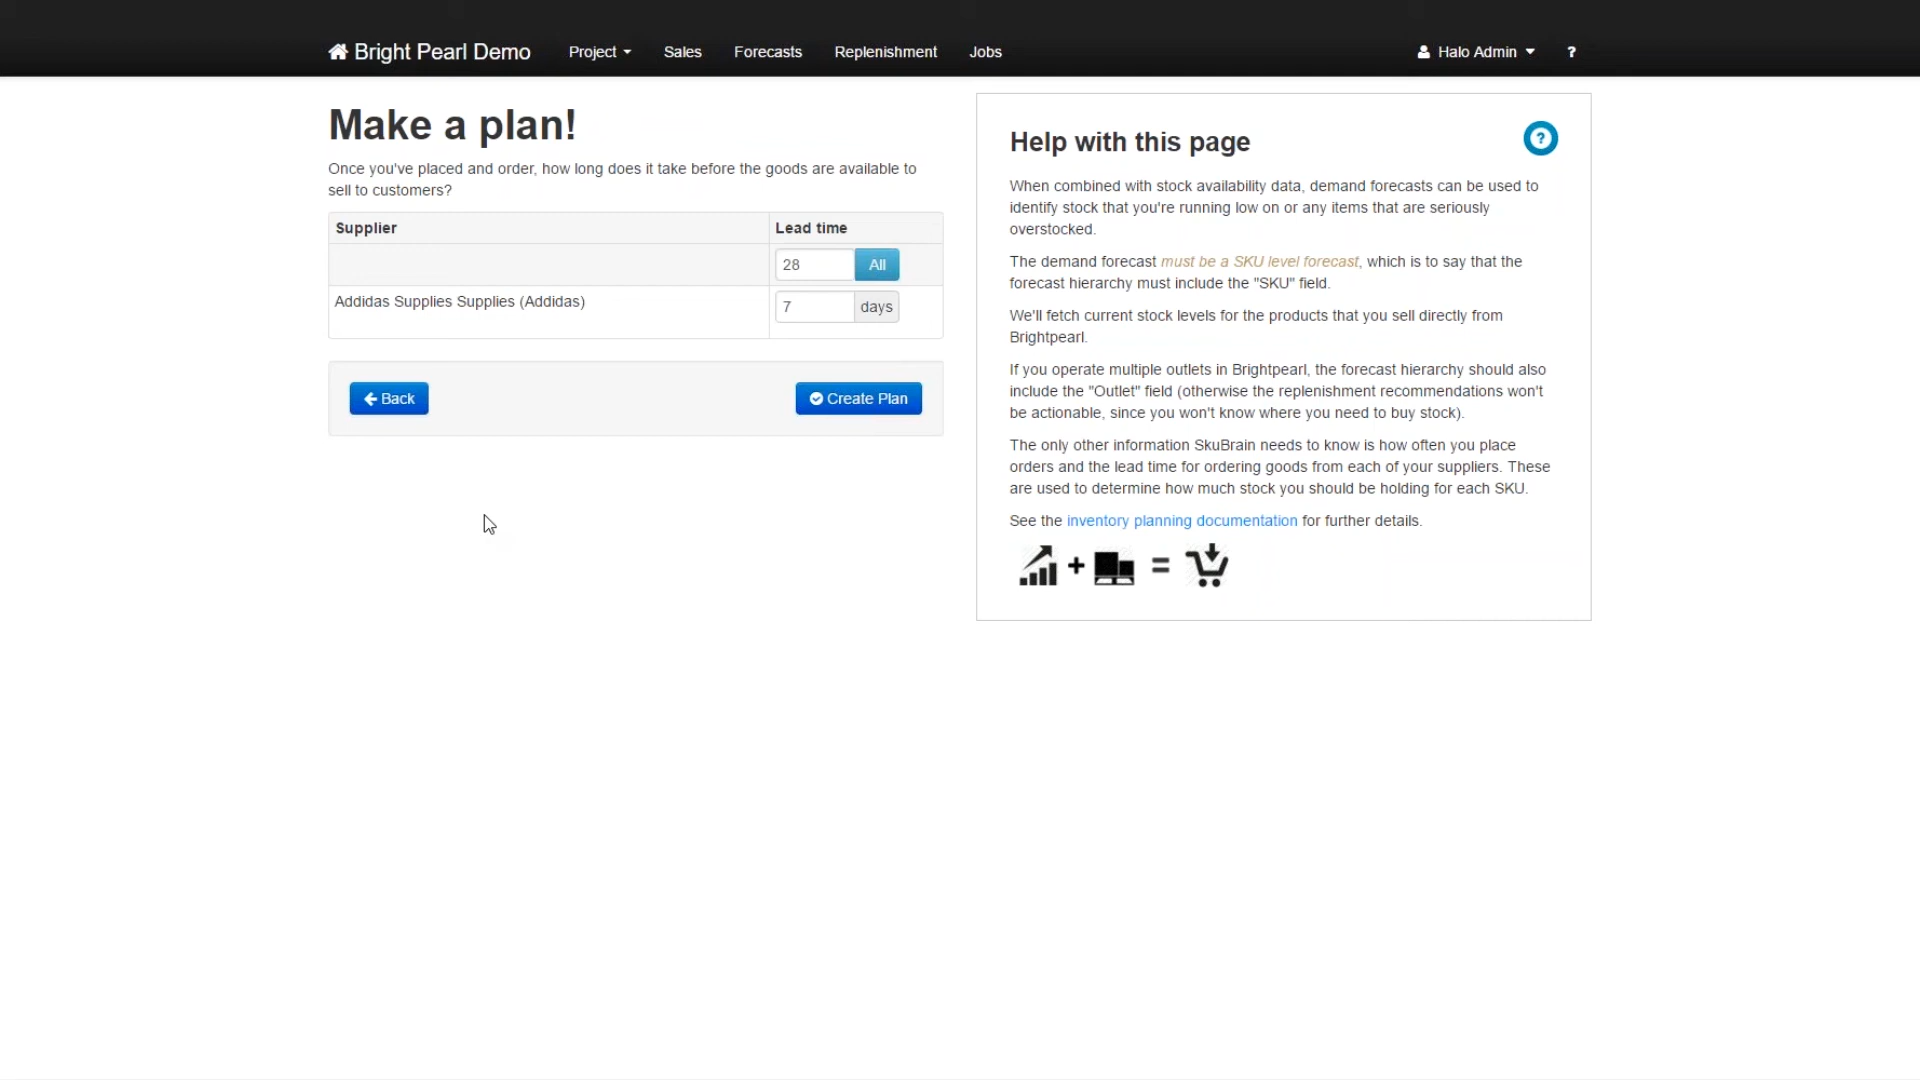 Bright Pearl Demo Project Sales Forecasts Replenishment Jobs Halo Admin ?
Make a plan!
Once you've placed and order, how long does it take before the goods are available to
sell to customers?
Supplier Lead time
28 All
Addidas Supplies Supplies (Addidas) 7 days
Back Create Plan
Help with this page ?
When combined with stock availability data, demand forecasts can be used to
identify stock that you're running low on or any items that are seriously
overstocked.
The demand forecast must be a SKU level forecast, which is to say that the
forecast hierarchy must include the "SKU" field.
We'll fetch current stock levels for the products that you sell directly from
Brightpearl.
If you operate multiple outlets in Brightpearl, the forecast hierarchy should also
include the "Outlet" field (otherwise the replenishment recommendations won't
be actionable, since you won't know where you need to buy stock).
The only other information SkuBrain needs to know is how often you place
orders and the lead time for ordering goods from each of your suppliers. These
are used to determine how much stock you should be holding for each SKU.
See the inventory planning documentation for further details.
+ =